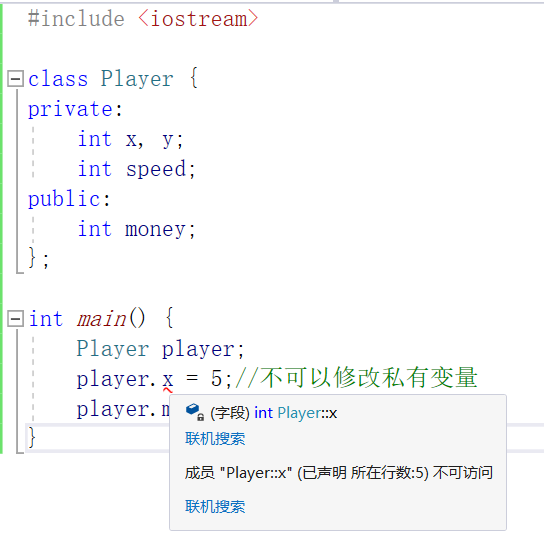 #include <iostream>
class Player {
private:
int x, y;
int speed;
public:
int money;
};
int main() {
Player player;
player.x = 5;//不可以修改私有变量
player.m
}
(字段) int Player::x
联机搜索
成员 "Player::x" (已声明 所在行数:5) 不可访问
联机搜索